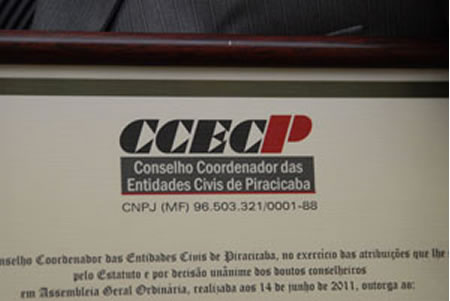 CCECP
Conselho Coordenador das
Entidades Civis de Piracicaba
CNPJ (MF) 96.503.321/0001-88
nselho Coordenador das Entidades Civis de Piracicaba, no exercício das atribuições que lhe
pelo Estatuto e por decisão unânime dos doutos conselheiros
em Assembleia Geral Ordinária, realizada aos 14 de junho de 2011, outorga ao: